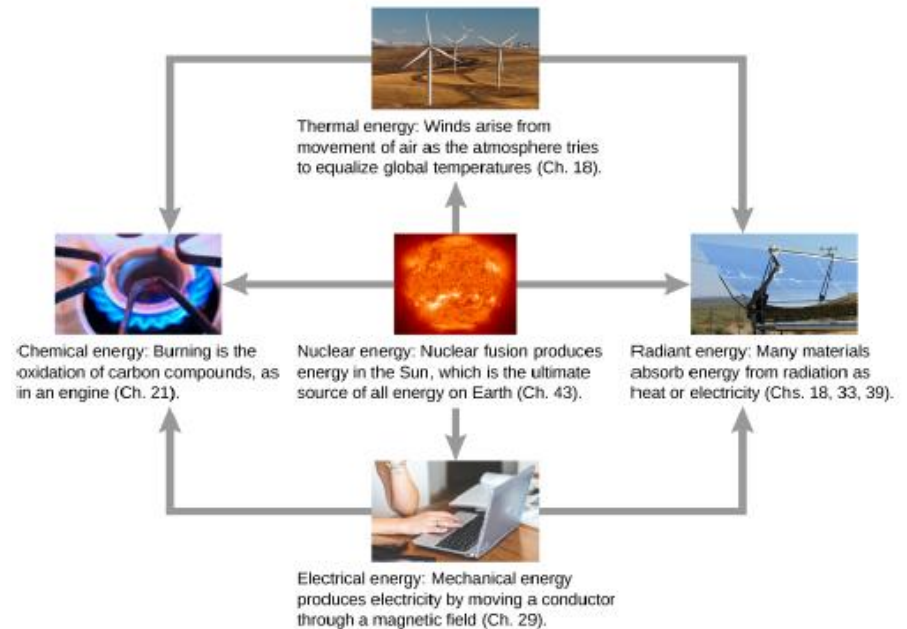 Thermal energy: Winds arise from
movement of air as the atmosphere tries
to equalize global temperatures (Ch. 18).
Chemical energy: Burning is the
oxidation of carbon compounds, as
in an engine (Ch. 21).
Nuclear energy: Nuclear fusion produces
energy in the Sun, which is the ultimate
source of all energy on Earth (Ch. 43).
Radiant energy: Many materials
absorb energy from radiation as
heat or electricity (Chs. 18, 33, 39).
Electrical energy: Mechanical energy
produces electricity by moving a conductor
through a magnetic field (Ch. 29).